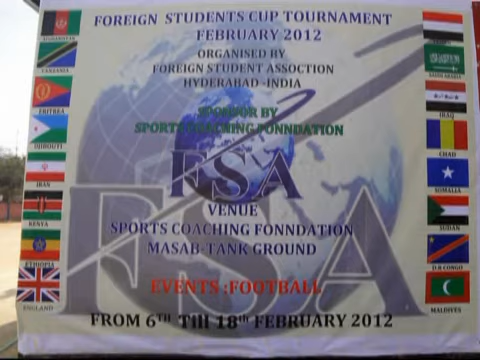 FOREIGN STUDENTS CUP TOURNAMENT
FEBRUARY 2012
ORGANISED BY
FOREIGN STUDENT ASSOCTION
HYDERABAD -INDIA
SPONSOR BY
SPORTS COACHING FONNDATION
FSA
VENUE
SPORTS COACHING FONNDATION
MASAB-TANK GROUND
EVENTS :FOOTBALL
FROM 6TH Till 18th FEBRUARY 2012
FSA
TANZANIA
ERITREA
DJIBOUTI
IRAN
KENYA
ETHIOPIA
ENGLAND
SAUDI ARABIA
IRAQ
CHAD
SOMALIA
SUDAN
D.R CONGO
MALDIVES